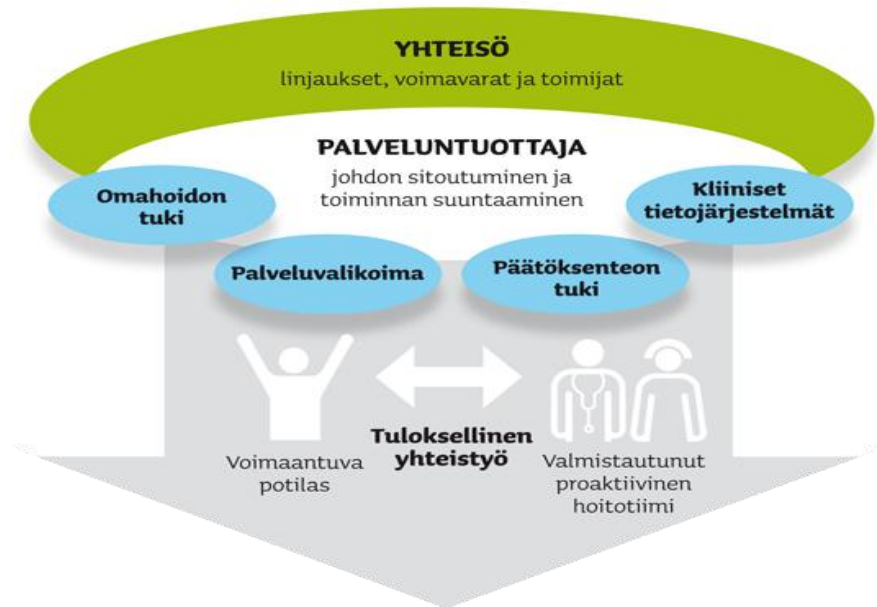 YHTEISÖ
linjaukset, voimavarat ja toimijat
PALVELUNTUOTTAJA
johdon sitoutuminen ja
toiminnan suuntaaminen
Omahoidon
tuki
Kliiniset
tietojärjestelmät
Palveluvalikoima
Päätöksenteon
tuki
Tuloksellinen
yhteistyö
Voimaantuva
potilas
Valmistautunut
proaktiivinen
hoitotiimi